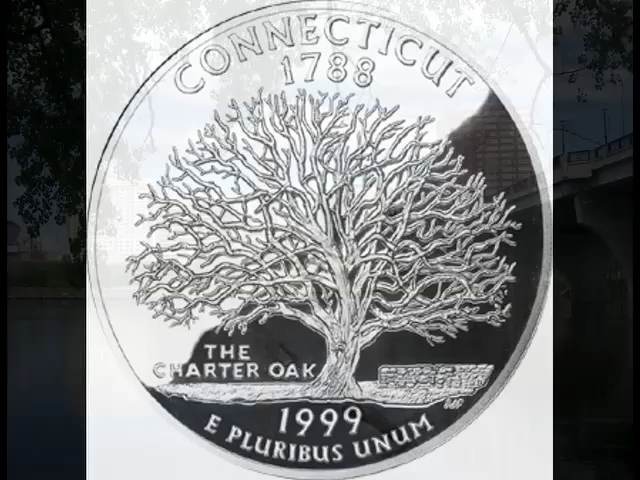 CONNECTICUT
1788
THE
CHARTER OAK
1999
E PLURIBUS UNUM